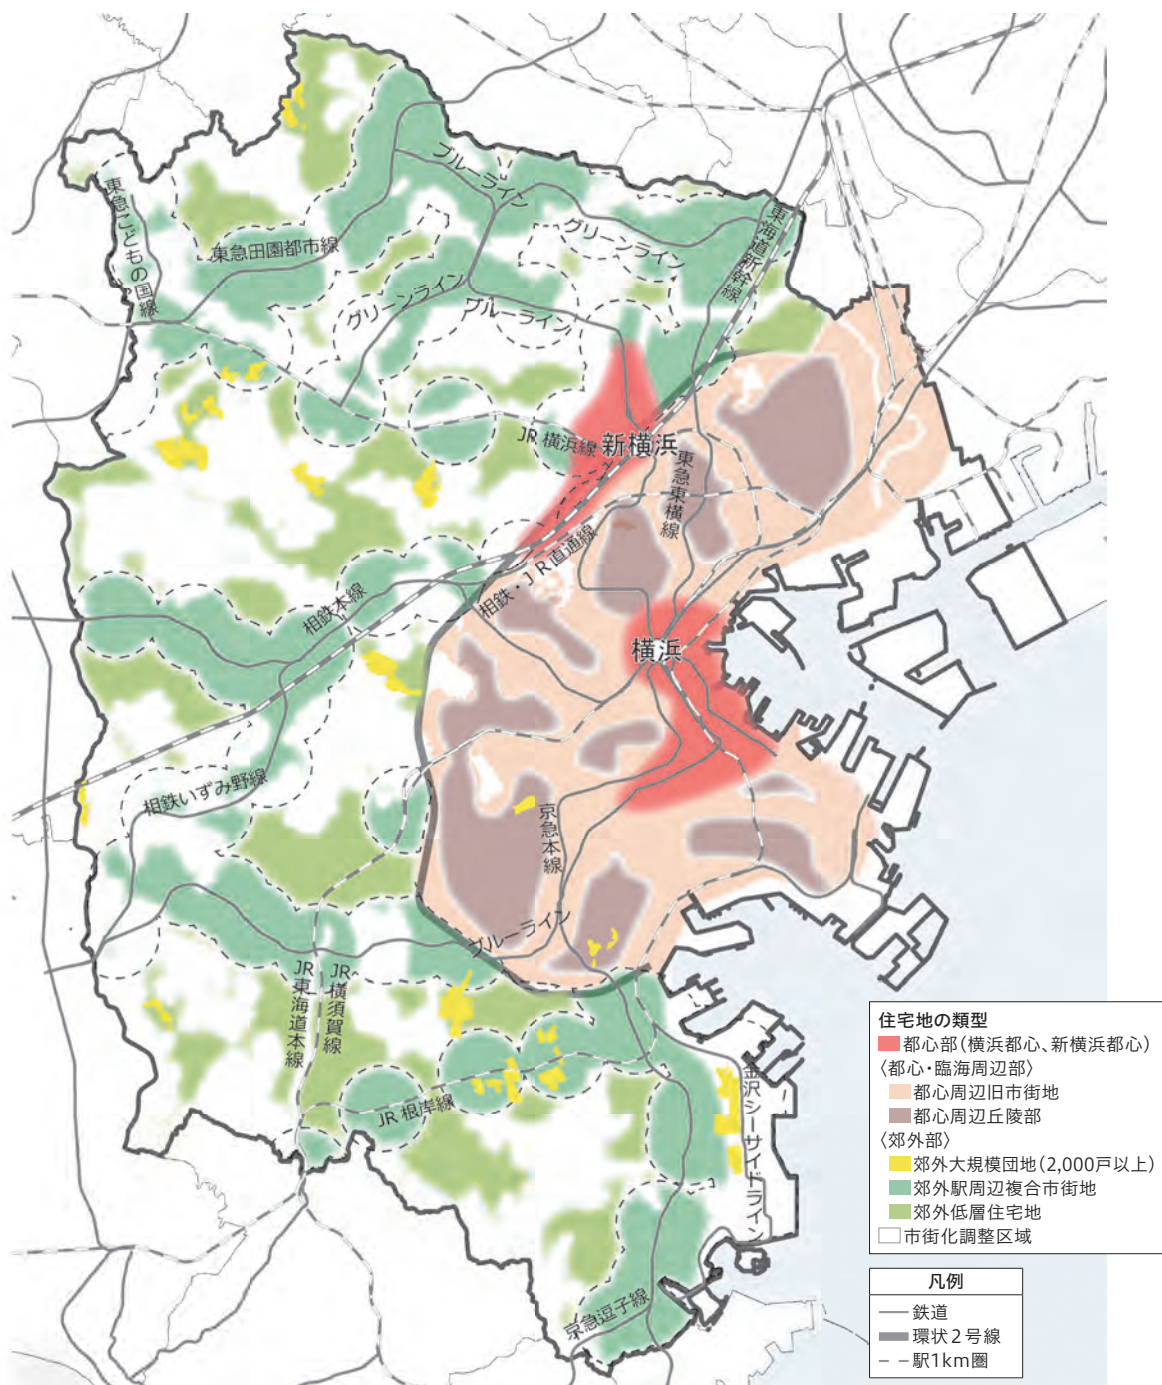 ブルーライン
東急こどもの国線
東急田園都市線
グリーンライン
東海道新幹線
グリーンライン
ブルーライン
JR 横浜線
新横浜
東急東横線
相鉄・JR直通線
相鉄本線
横浜
相鉄いずみ野線
京急本線
ブルーライン
JR東海道本線
JR横須賀線
JR 根岸線
金沢シーサイドライン
京急逗子線
住宅地の類型
都心部(横浜都心、新横浜都心)
〈都心・臨海周辺部〉
都心周辺旧市街地
都心周辺丘陵部
〈郊外部〉
郊外大規模団地(2,000戸以上)
郊外駅周辺複合市街地
郊外低層住宅地
市街化調整区域
凡例
鉄道
環状2号線
駅1km圏